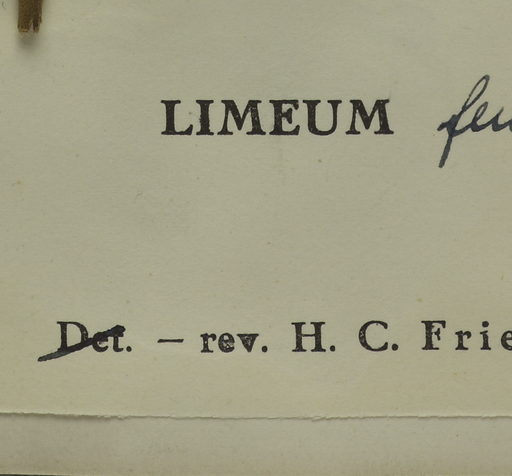 LIMEUM
Det. — rev. H. C. Frie